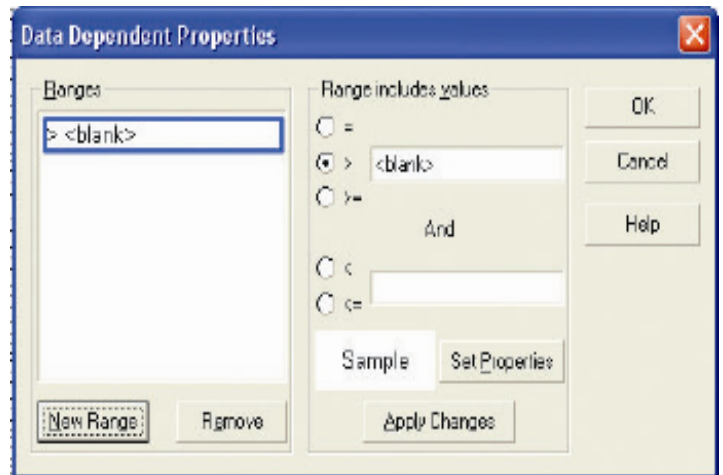 Data Dependent Properties
Ranges
> <blank>
New Range
Remove
Range includes values
=
>
<blank>
>=
And
<
<=
Sample
Set Properties
Apply Changes
OK
Cancel
Help